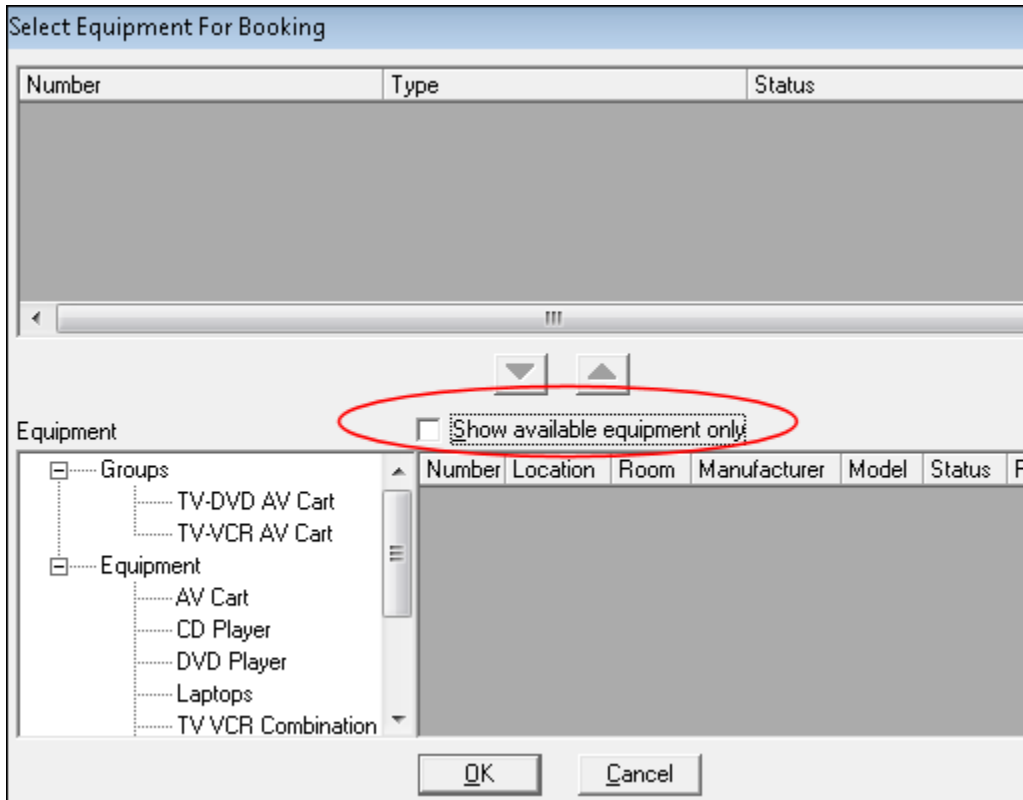 Select Equipment For Booking
Number Type Status
Equipment Show available equipment only
Groups Number Location Room Manufacturer Model Status
TV-DVD AV Cart
TV-VCR AV Cart
Equipment
AV Cart
CD Player
DVD Player
Laptops
TV VCR Combination
OK Cancel